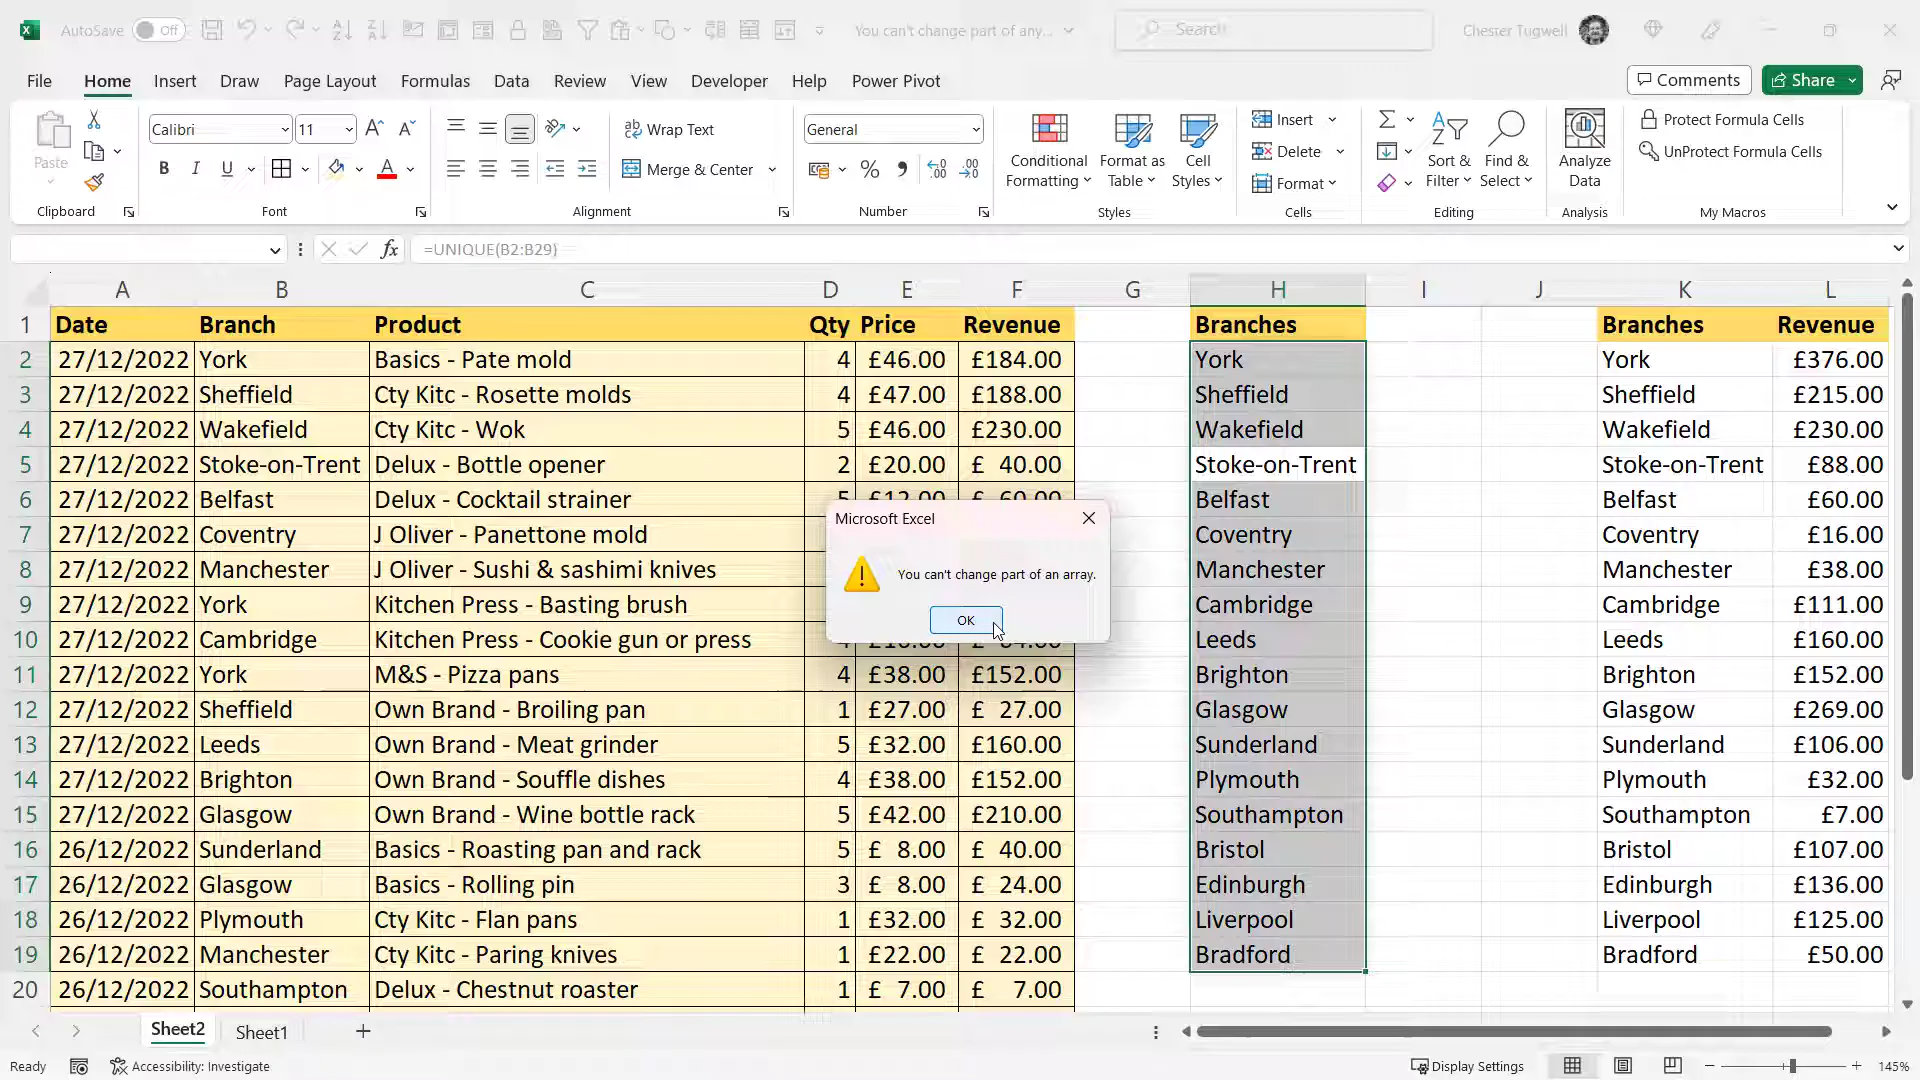 AutoSave Off You can't change part of any... Search Chester Tugwell
File Home Insert Draw Page Layout Formulas Data Review View Developer Help Power Pivot Comments Share
Paste Calibri 11 Wrap Text General Conditional Formatting Format as Table Cell Styles Insert Sort & Filter Find & Select Analyze Data Protect Formula Cells
B I U Merge & Center Delete UnProtect Formula Cells
Format
Clipboard Font Alignment Number Styles Cells Editing Analysis My Macros
fx =UNIQUE(B2:B29)
A B C D E F G H I J K L
1 Date Branch Product Qty Price Revenue Branches Branches Revenue
2 27/12/2022 York Basics - Pate mold 4 £46.00 £184.00 York York £376.00
3 27/12/2022 Sheffield Cty Kitc - Rosette molds 4 £47.00 £188.00 Sheffield Sheffield £215.00
4 27/12/2022 Wakefield Cty Kitc - Wok 5 £46.00 £230.00 Wakefield Wakefield £230.00
5 27/12/2022 Stoke-on-Trent Delux - Bottle opener 2 £20.00 £ 40.00 Stoke-on-Trent Stoke-on-Trent £88.00
6 27/12/2022 Belfast Delux - Cocktail strainer Belfast Belfast £60.00
7 27/12/2022 Coventry J Oliver - Panettone mold Coventry Coventry £16.00
8 27/12/2022 Manchester J Oliver - Sushi & sashimi knives Manchester Manchester £38.00
9 27/12/2022 York Kitchen Press - Basting brush Cambridge Cambridge £111.00
10 27/12/2022 Cambridge Kitchen Press - Cookie gun or press Leeds Leeds £160.00
11 27/12/2022 York M&S - Pizza pans 4 £38.00 £152.00 Brighton Brighton £152.00
12 27/12/2022 Sheffield Own Brand - Broiling pan 1 £27.00 £ 27.00 Glasgow Glasgow £269.00
13 27/12/2022 Leeds Own Brand - Meat grinder 5 £32.00 £160.00 Sunderland Sunderland £106.00
14 27/12/2022 Brighton Own Brand - Souffle dishes 4 £38.00 £152.00 Plymouth Plymouth £32.00
15 27/12/2022 Glasgow Own Brand - Wine bottle rack 5 £42.00 £210.00 Southampton Southampton £7.00
16 26/12/2022 Sunderland Basics - Roasting pan and rack 5 £ 8.00 £ 40.00 Bristol Bristol £107.00
17 26/12/2022 Glasgow Basics - Rolling pin 3 £ 8.00 £ 24.00 Edinburgh Edinburgh £136.00
18 26/12/2022 Plymouth Cty Kitc - Flan pans 1 £32.00 £ 32.00 Liverpool Liverpool £125.00
19 26/12/2022 Manchester Cty Kitc - Paring knives 1 £22.00 £ 22.00 Bradford Bradford £50.00
20 26/12/2022 Southampton Delux - Chestnut roaster 1 £ 7.00 £ 7.00
Microsoft Excel
You can't change part of an array.
OK
Sheet2 Sheet1
Ready Accessibility: Investigate Display Settings 145%